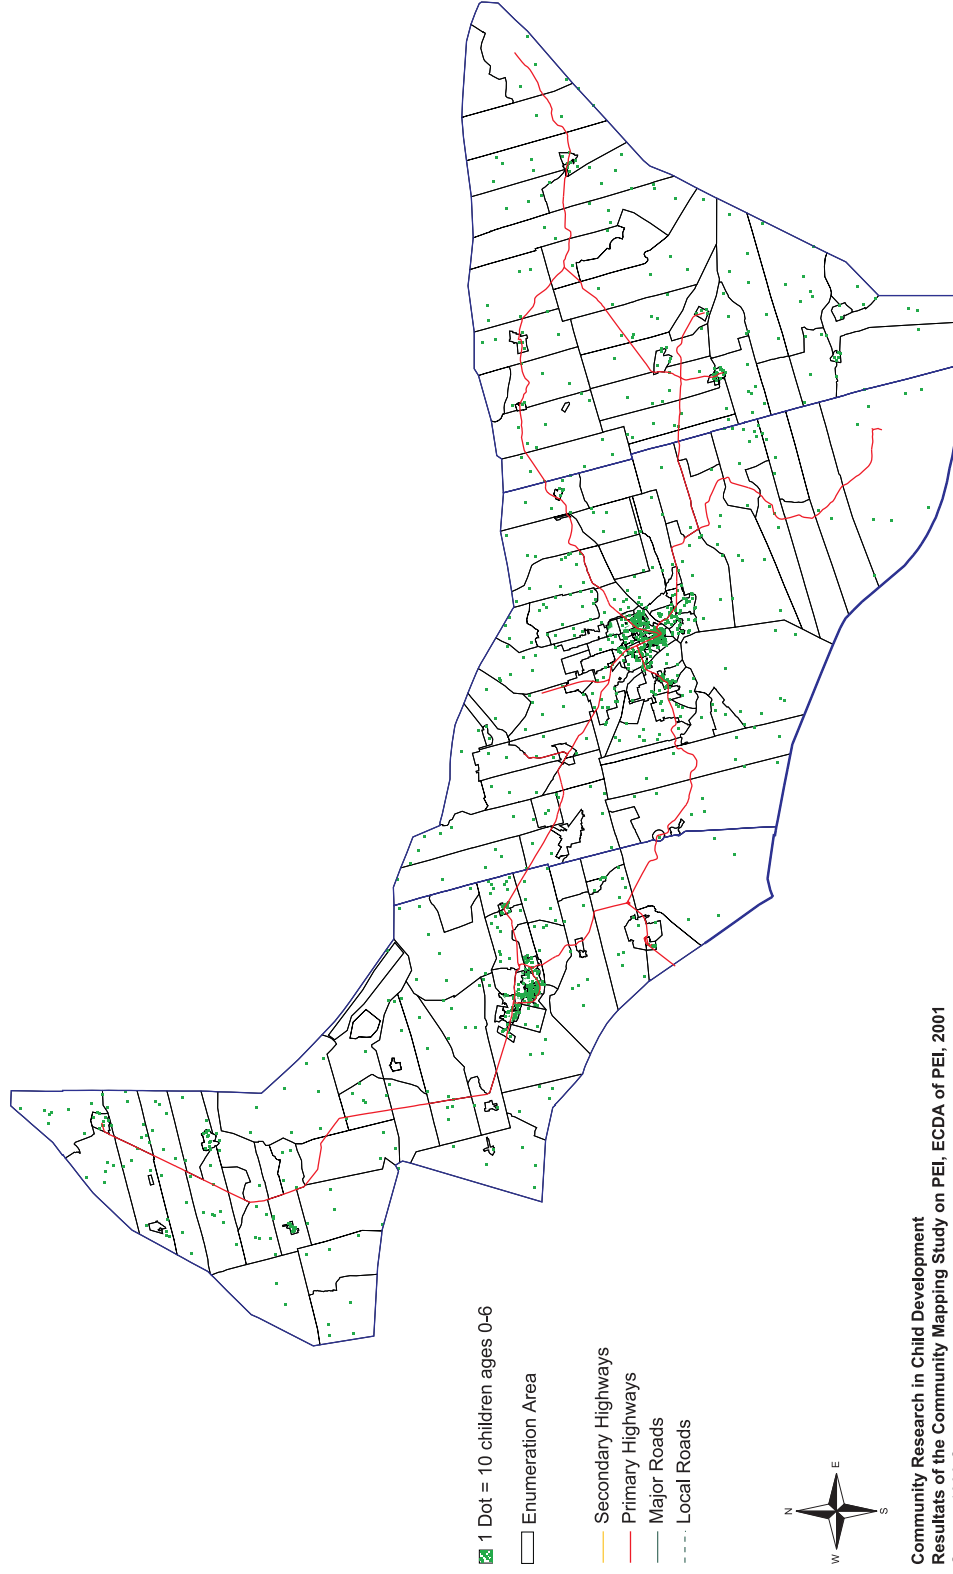 1 Dot = 10 children ages 0-6
Enumeration Area
Secondary Highways
Primary Highways
Major Roads
Local Roads
N
W
E
S
Community Research in Child Development
Resultats of the Community Mapping Study on PEI, ECDA of PEI, 2001